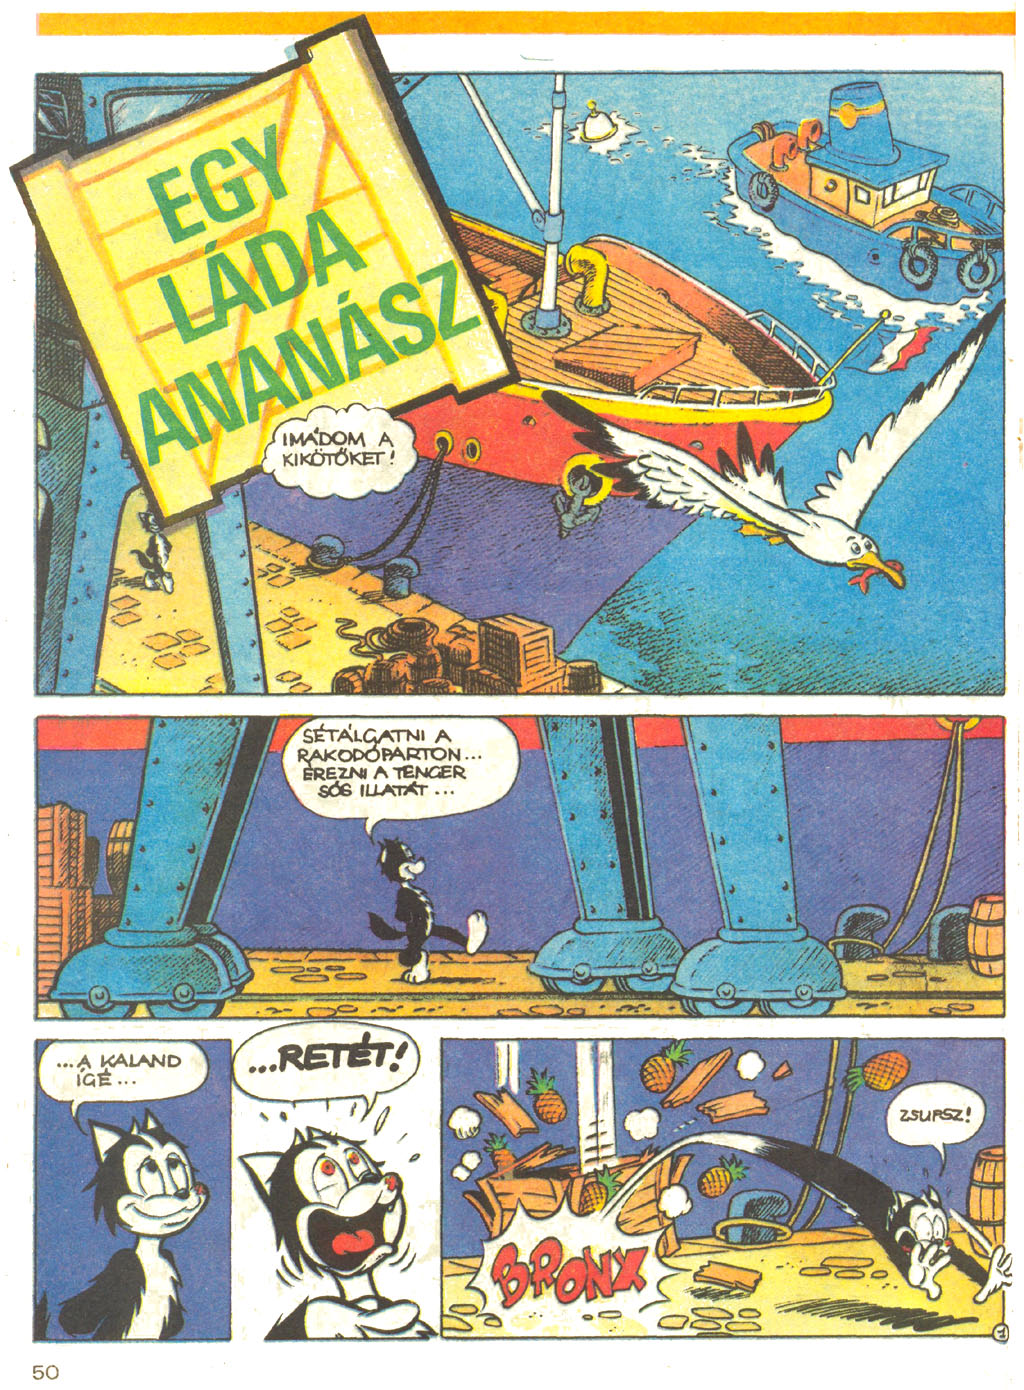 EGY
LÁDA
ANANÁSZ
IMÁDOM A
KIKÖTŐKET!
SÉTÁLGATNI A
RAKODÓPARTON...
ÉREZNI A TENGER
SÓS ILLATÁT...
...A KALAND
ÍGÉ...
...RETÉT!
ZSUPSZ!
BRONX
1
50